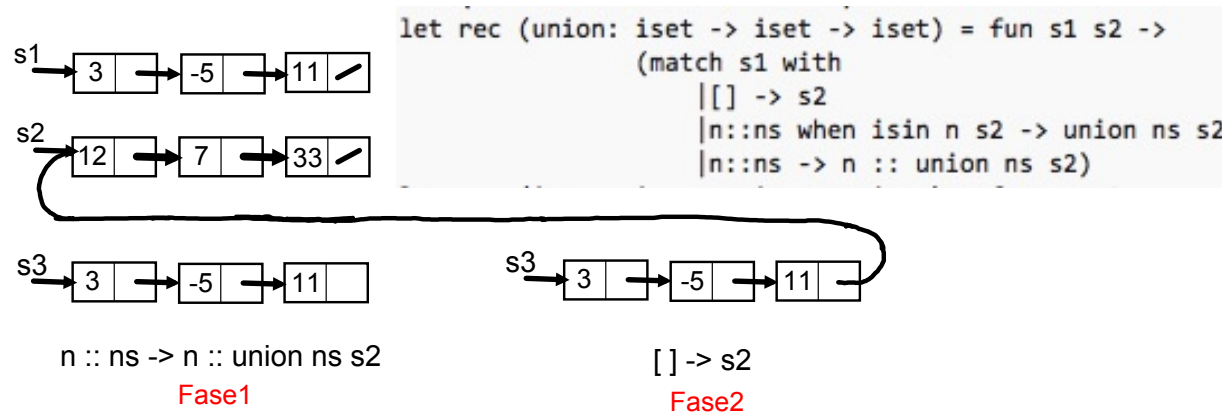 let rec (union: iset -> iset -> iset) = fun s1 s2 ->
(match s1 with
|[] -> s2
|n::ns when isin n s2 -> union ns s2
|n::ns -> n :: union ns s2)
s1
3 -5 11
s2
12 7 33
s3
3 -5 11
s3
3 -5 11
n :: ns -> n :: union ns s2
Fase1
[ ] -> s2
Fase2